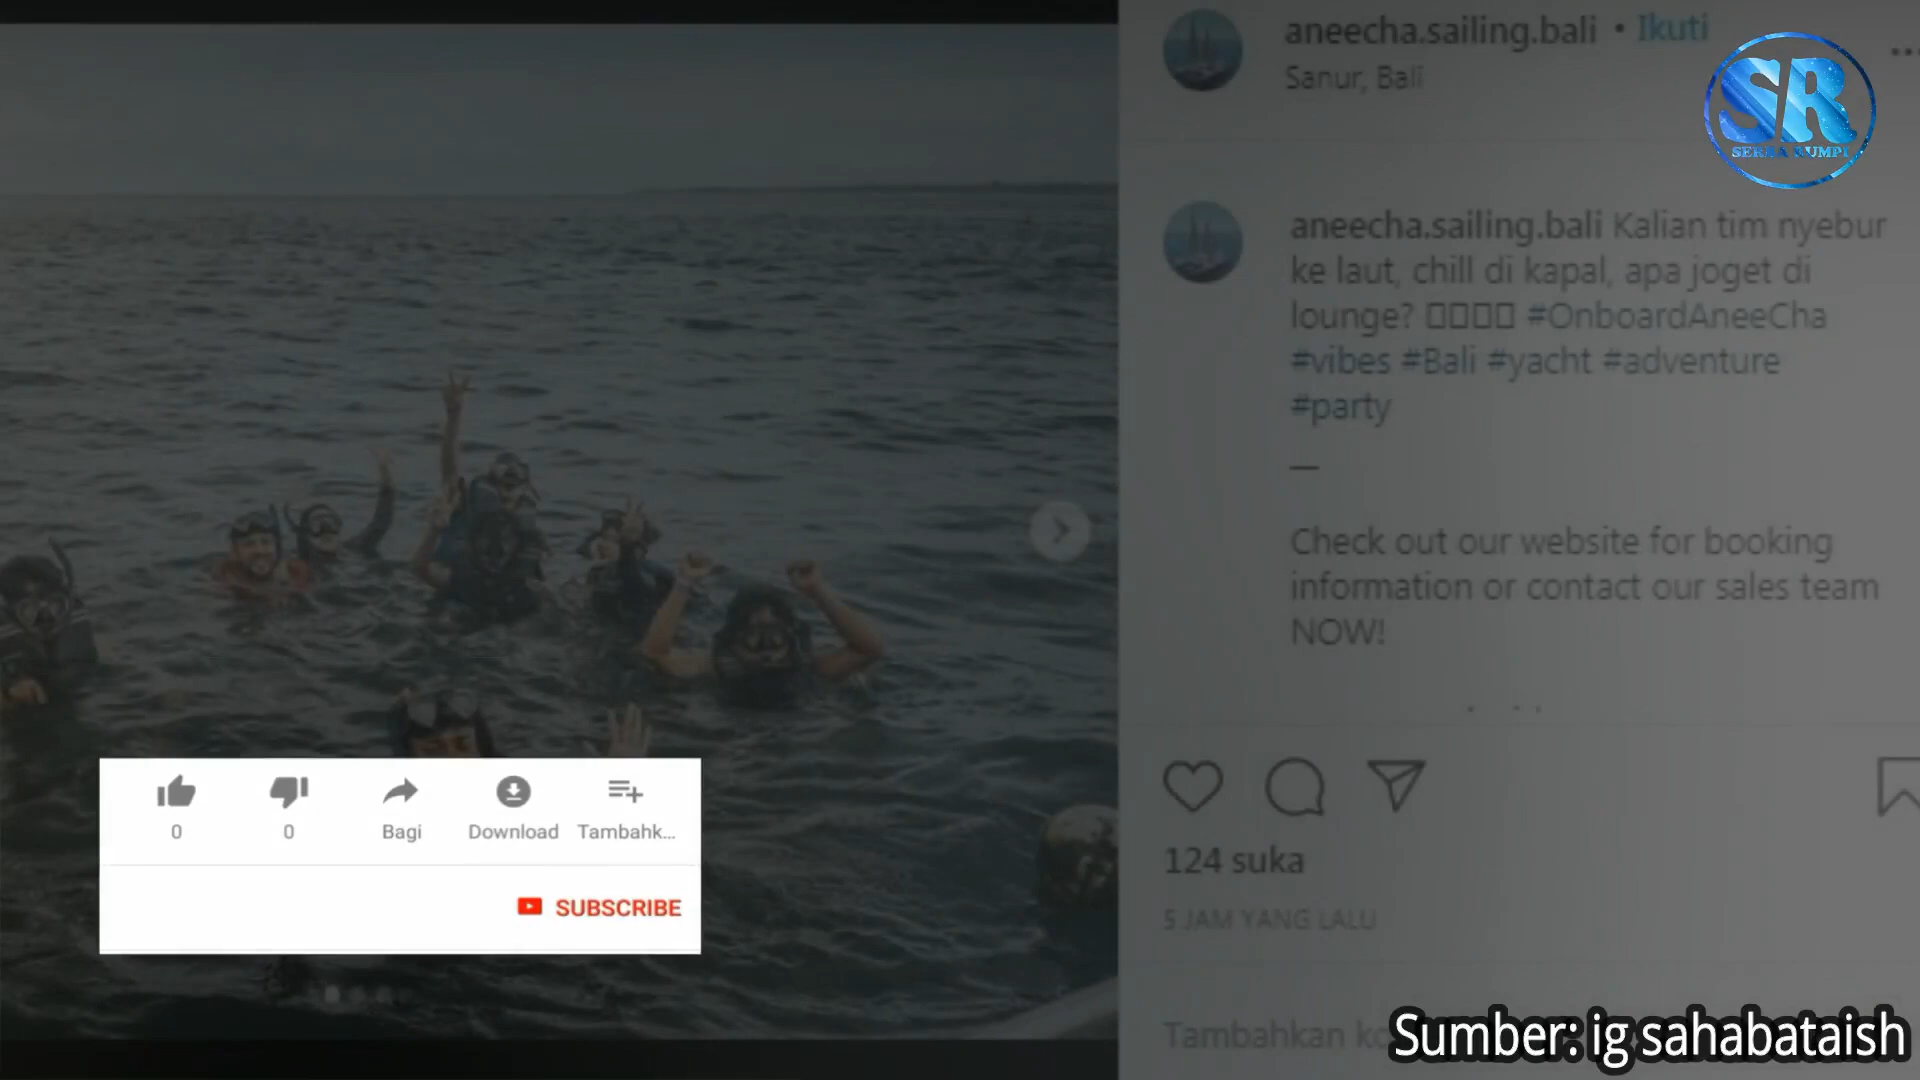 aneecha.sailing.bali • Ikuti
Sanur, Bali
SR
aneecha.sailing.bali Kalian tim nyebur
ke laut, chill di kapal, apa joget di
lounge? #OnboardAneeCha
#vibes #Bali #yacht #adventure
#party
—
Check out our website for booking
information or contact our sales team
NOW!
124 suka
5 JAM YANG LALU
Tambahkan
0
0
Bagi
Download
Tambahk...
SUBSCRIBE
Sumber: ig sahabataish